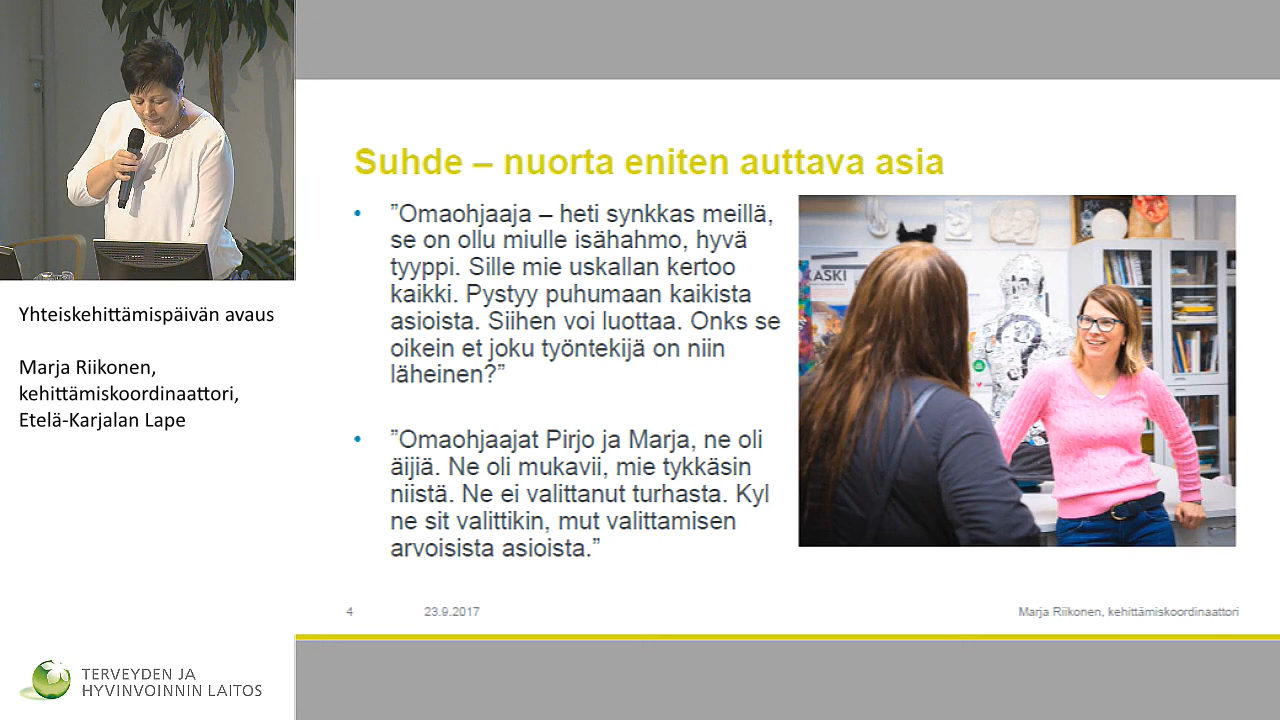 Suhde – nuorta eniten auttava asia
• ”Omaohjaaja – heti synkkas meillä,
se on ollu miulle isähahmo, hyvä
tyyppi. Sille mie uskallan kertoo
kaikki. Pystyy puhumaan kaikista
asioista. Siihen voi luottaa. Onks se
oikein et joku työntekijä on niin
läheinen?”
• ”Omaohjaajat Pirjo ja Marja, ne oli
äijiä. Ne oli mukavii, mie tykkäsin
niistä. Ne ei valittanut turhasta. Kyl
ne sit valittikin, mut valittamisen
arvoisista asioista.”
KASKI
4
23.9.2017
Marja Riikonen, kehittämiskoordinaattori
Yhteiskehittämispäivän avaus
Marja Riikonen,
kehittämiskoordinaattori,
Etelä-Karjalan Lape
TERVEYDEN JA
HYVINVOINNIN LAITOS